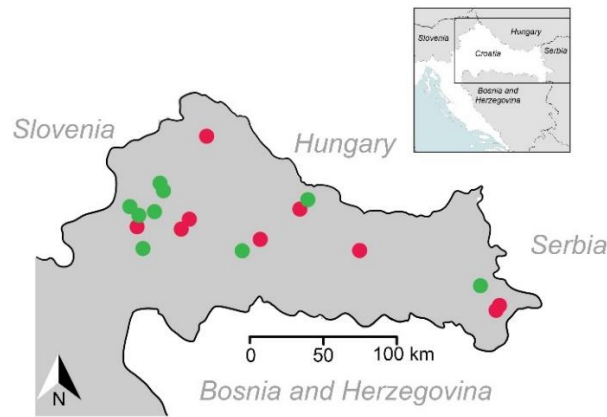 Slovenia
Hungary
Croatia
Serbia
Bosnia and
Herzegovina
Slovenia
Hungary
Serbia
0 50 100 km
N
Bosnia and Herzegovina